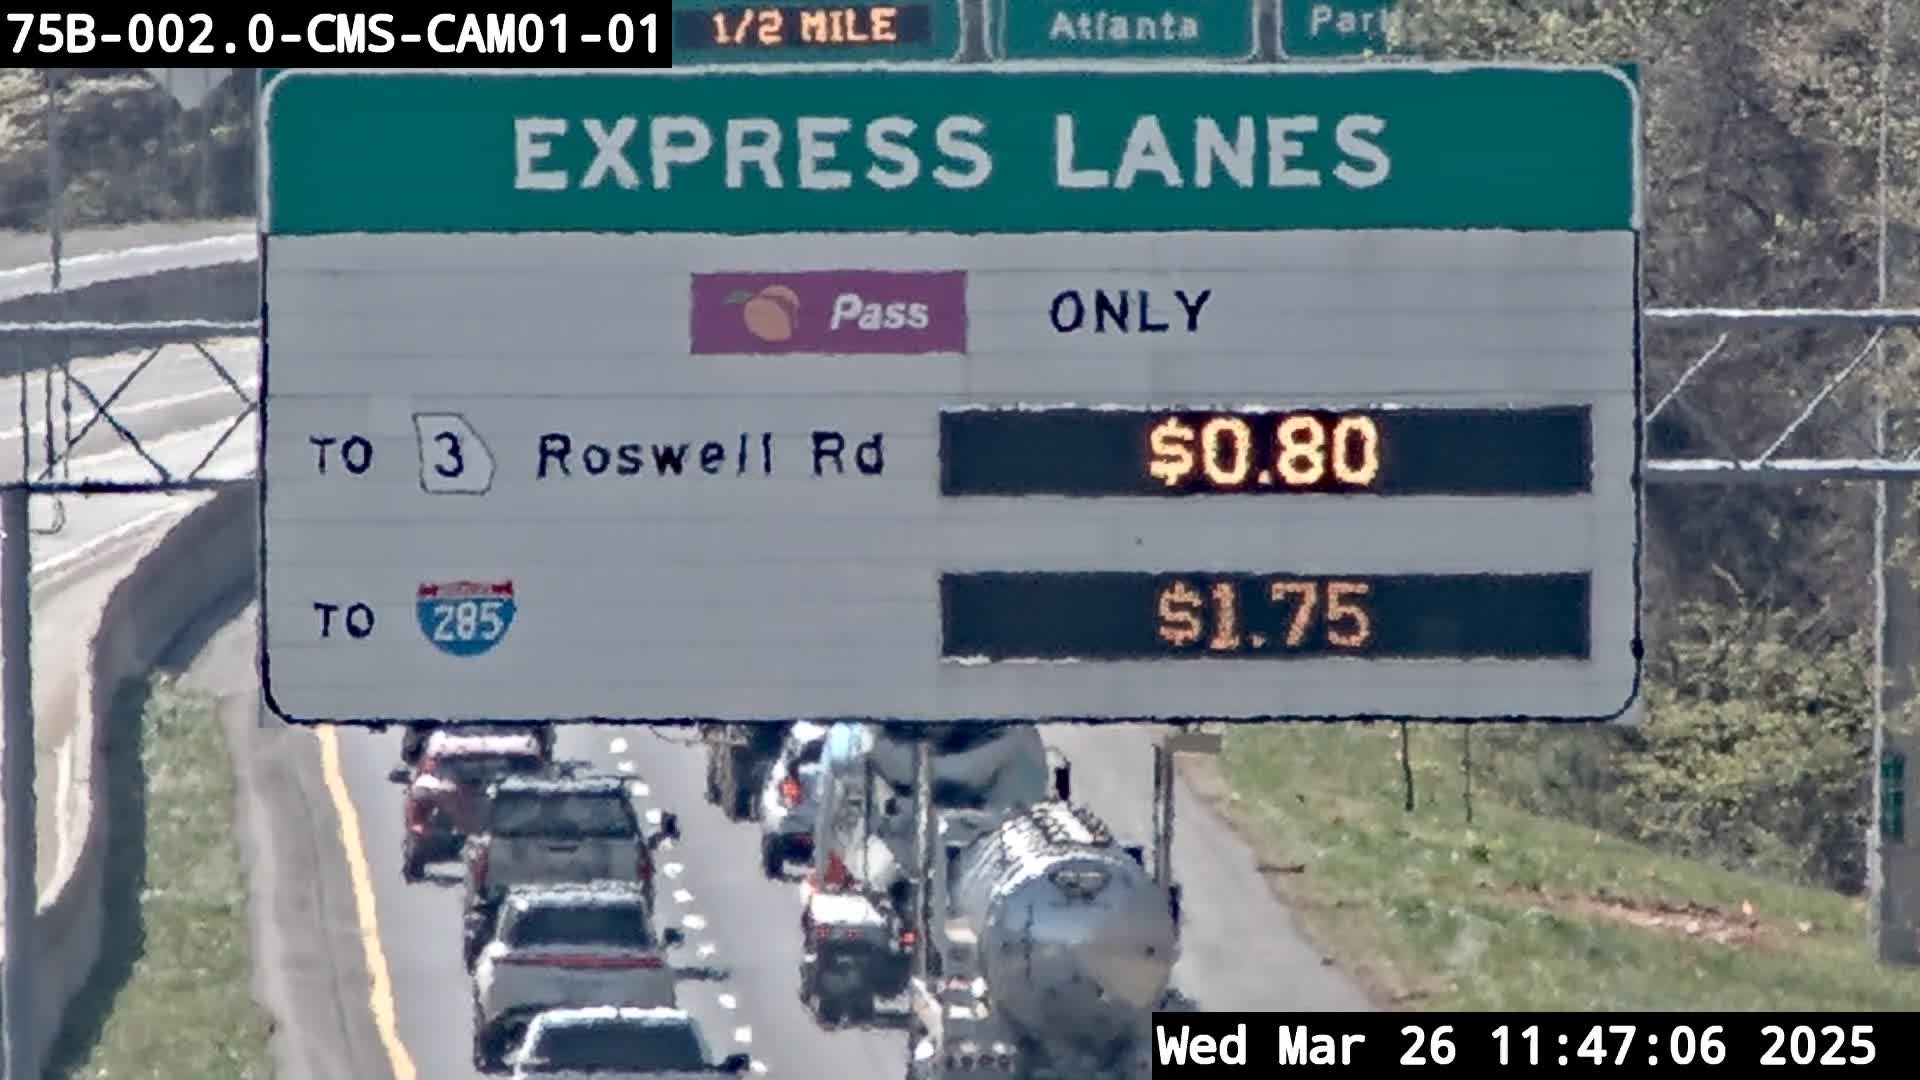 75B-002.0-CMS-CAM01-01
1/2 MILE
Atlanta
EXPRESS LANES
Pass ONLY
TO 3 Roswell Rd $0.80
TO 285 $1.75
Wed Mar 26 11:47:06 2025